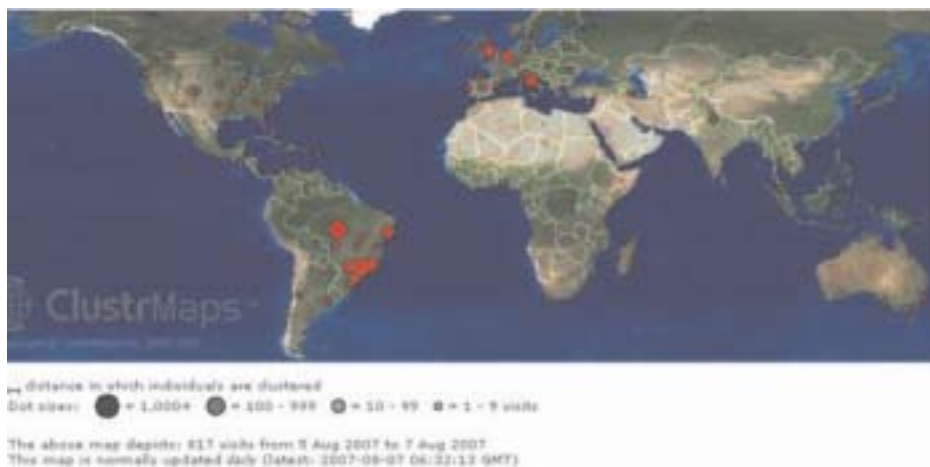 ClustrMaps™
distance in which individuals are clustered
Dot sizes: = 1,000+ = 100 - 999 = 10 - 99 = 1 - 9 visits
The above map depicts: 617 visits from 5 Aug 2007 to 7 Aug 2007
This map is normally updated daily (latest: 2007-08-07 06:32:13 GMT)